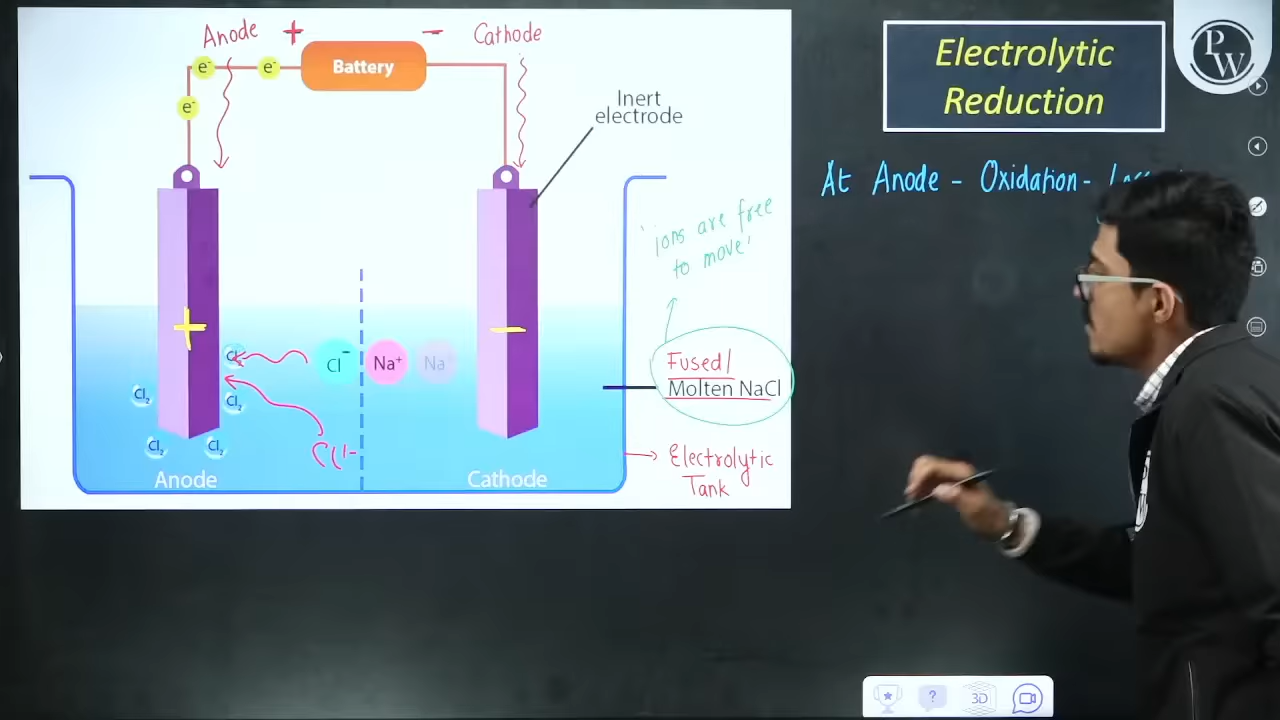 Anode + - Cathode
e⁻ e⁻ Battery
e⁻
Inert
electrode
'ions are free
to move'
+
−
Cl₂ Cl⁻ Na⁺ Na
Fused/
Molten NaCl
Cl₂ Cl₂
Cl₂ Cl₂ Cl-
Anode Cathode
Electrolytic
Tank
Electrolytic
Reduction
PW
At Anode - Oxidation -
?
3D